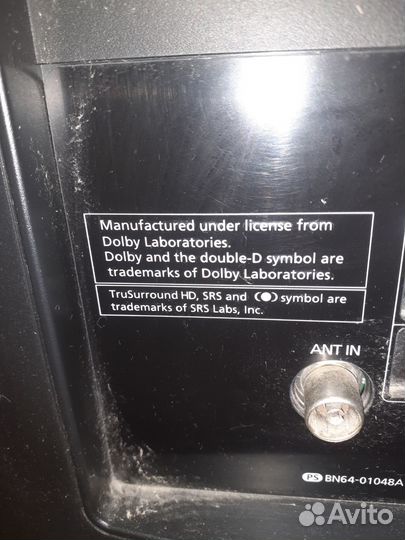 Manufactured under license from
Dolby Laboratories.
Dolby and the double-D symbol are
trademarks of Dolby Laboratories.
TruSurround HD, SRS and symbol are
trademarks of SRS Labs, Inc.
ANT IN
PS BN64-01048A
Avito